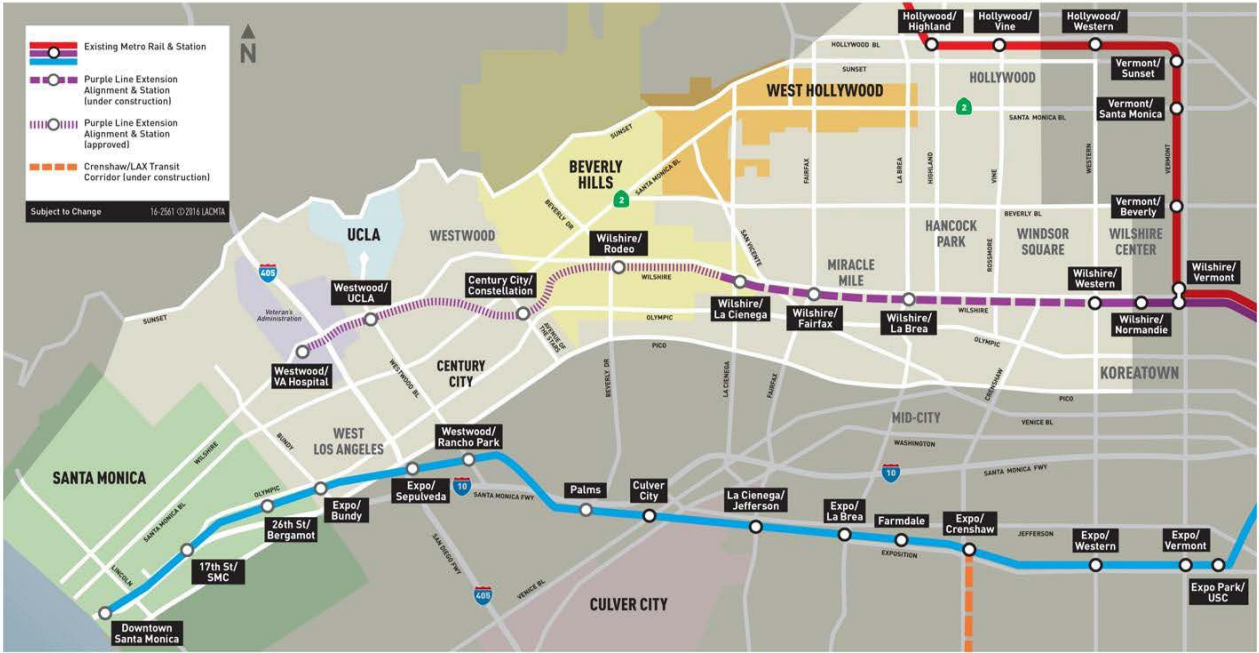 Existing Metro Rail & Station
Purple Line Extension
Alignment & Station
(under construction)
Purple Line Extension
Alignment & Station
(approved)
Crenshaw/LAX Transit
Corridor (under construction)
Subject to Change
16-2561 ©2016 LACMTA
N
Hollywood/
Highland
Hollywood/
Vine
Hollywood/
Western
HOLLYWOOD BL
SUNSET
HOLLYWOOD
Vermont/
Sunset
WEST HOLLYWOOD
2
SANTA MONICA BL
Vermont/
Santa Monica
SUNSET
BEVERLY
HILLS
SANTA MONICA BL
2
FAIRFAX
LA BREA
HIGHLAND
VINE
WESTERN
VERMONT
Vermont/
Beverly
BEVERLY DR
BEVERLY BL
UCLA
WESTWOOD
Wilshire/
Rodeo
SAN VICENTE
HANCOCK
PARK
WINDSOR
SQUARE
WILSHIRE
CENTER
ROSSMORE
405
Westwood/
UCLA
Century City/
Constellation
WILSHIRE
MIRACLE
MILE
Wilshire/
Western
Wilshire/
Vermont
Veteran's
Administration
SUNSET
Wilshire/
La Cienega
Wilshire/
Fairfax
Wilshire/
La Brea
WILSHIRE
Wilshire/
Normandie
OLYMPIC
AVENUE OF
THE STARS
PICO
OLYMPIC
Westwood/
VA Hospital
WESTWOOD BL
CENTURY
CITY
BEVERLY DR
LA CIENEGA
FAIRFAX
CRENSHAW
KOREATOWN
PICO
MID-CITY
VENICE BL
WASHINGTON
BUNDY
WEST
LOS ANGELES
Westwood/
Rancho Park
WILSHIRE
SANTA MONICA
10
SANTA MONICA FWY
Expo/
Sepulveda
10
SANTA MONICA FWY
OLYMPIC
Expo/
Bundy
Palms
Culver
City
La Cienega/
Jefferson
Expo/
La Brea
Farmdale
Expo/
Crenshaw
JEFFERSON
Expo/
Western
Expo/
Vermont
SANTA MONICA BL
26th St/
Bergamot
EXPOSITION
17th St/
SMC
LINCOLN
SAN DIEGO FWY
405
VENICE BL
CULVER CITY
Expo Park/
USC
Downtown
Santa Monica